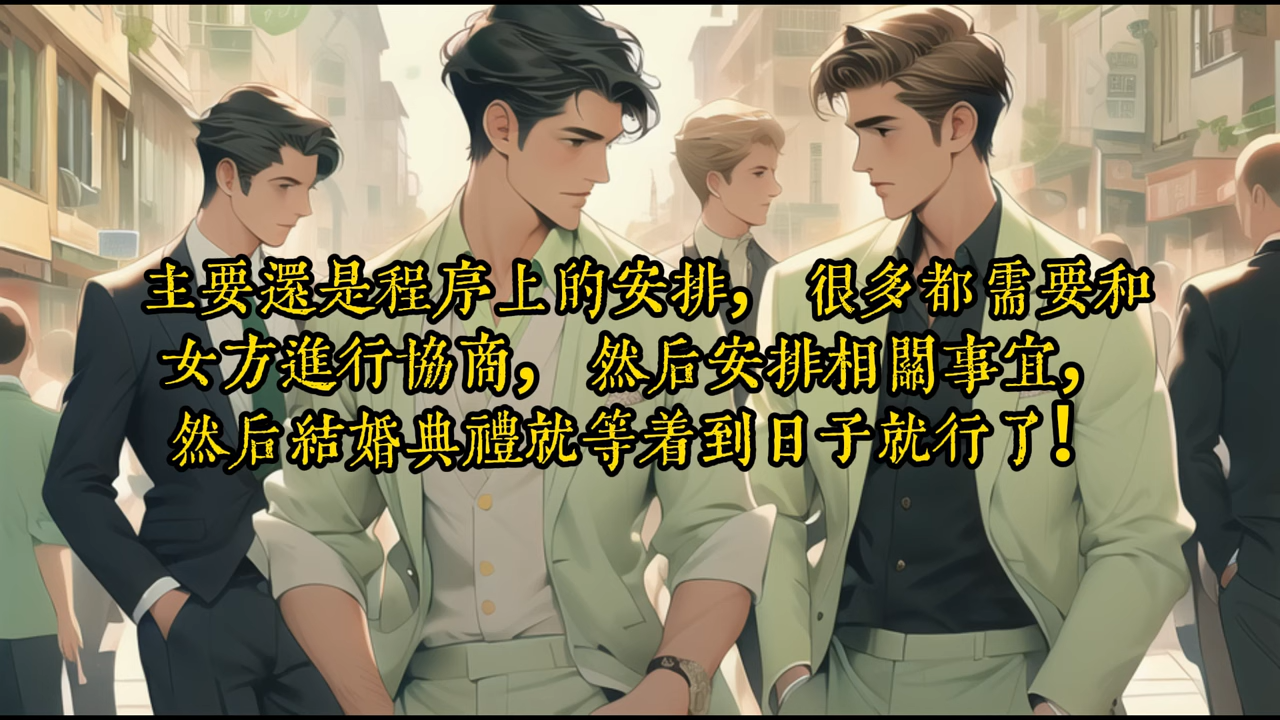 主要還是程序上的安排， 很多都需要和
女方進行協商， 然后安排相關事宜，
然后結婚典禮就等着到日子就行了！